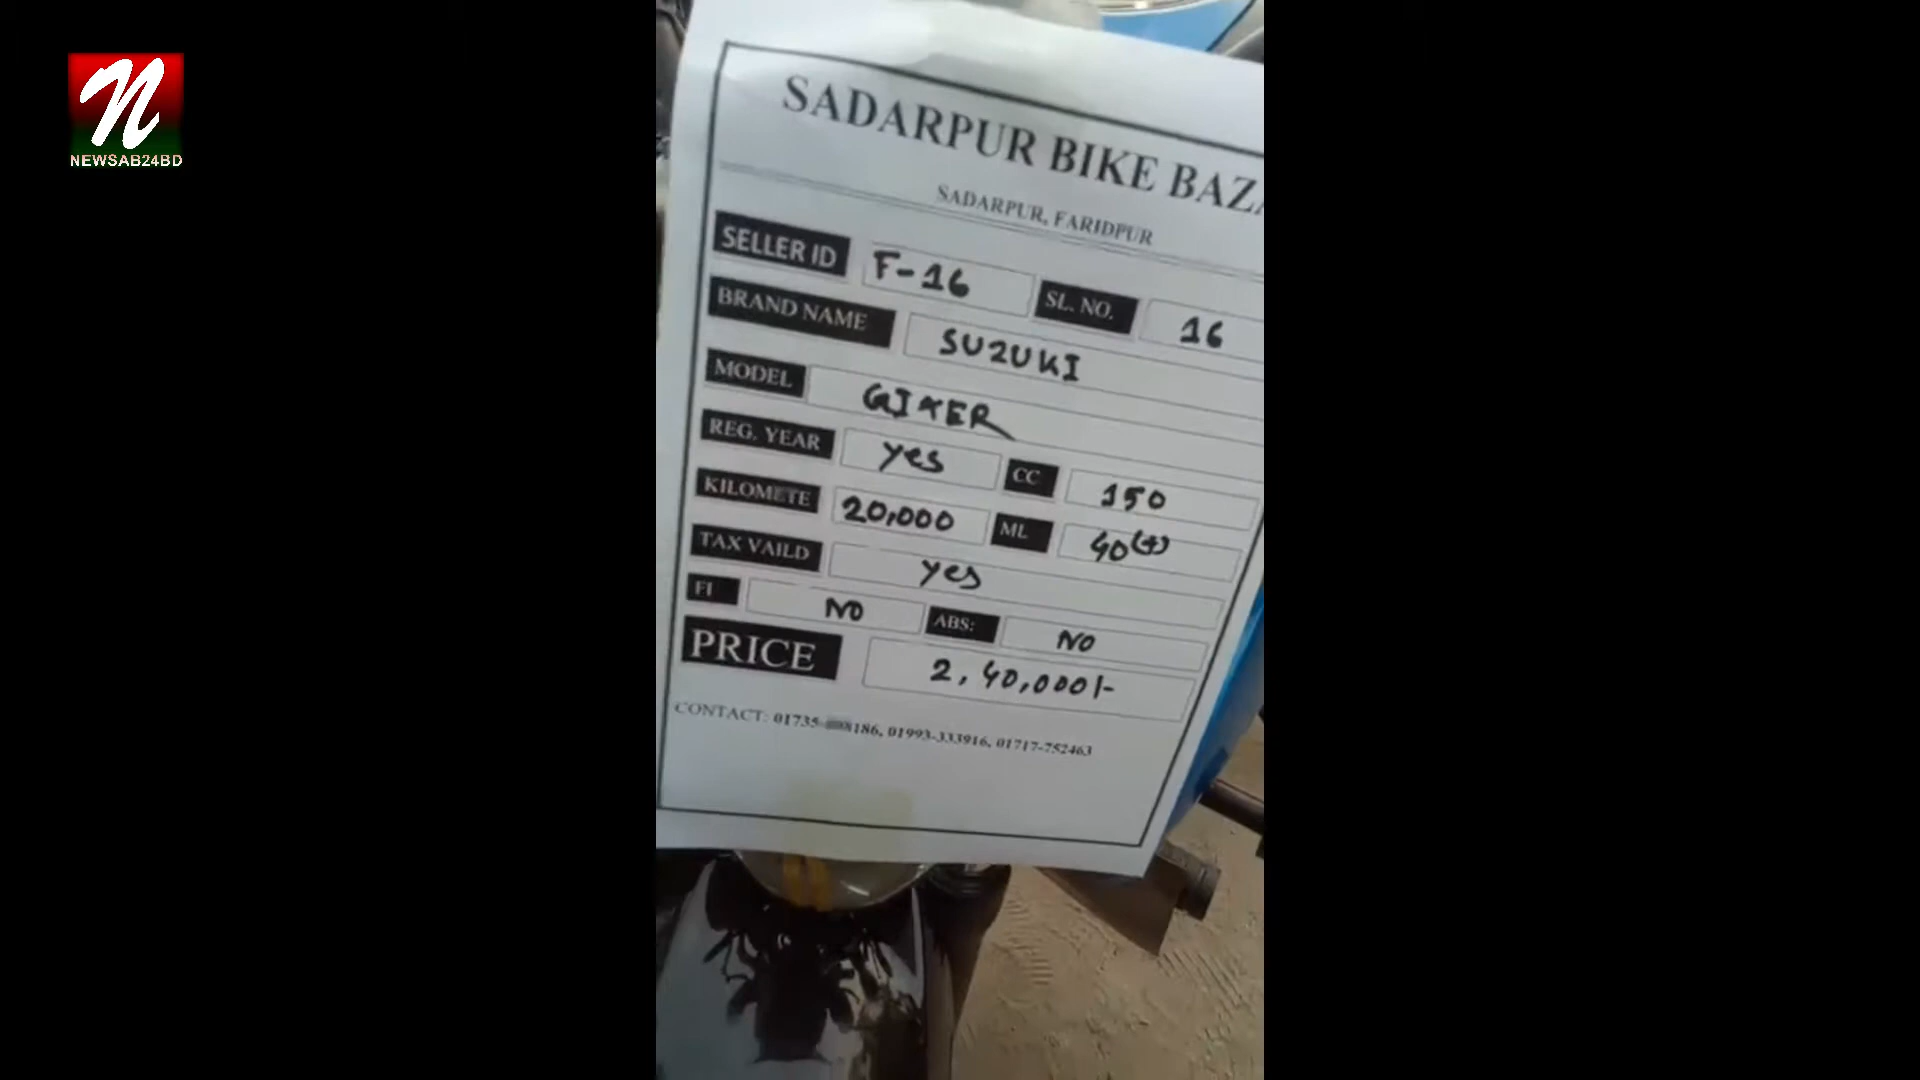 NEWSAB24BD
SADARPUR BIKE
SADARPUR, FARIDPUR
SELLER ID F-16 SL. NO. 16
BRAND NAME SUZUKI
MODEL GIXER
REG. YEAR yes CC 150
KILOMETE 20,000 ML 40(+)
TAX VAILD yes
FI NO ABS: NO
PRICE 2,40,000/-
CONTACT: 01993-333916, 01717-752463